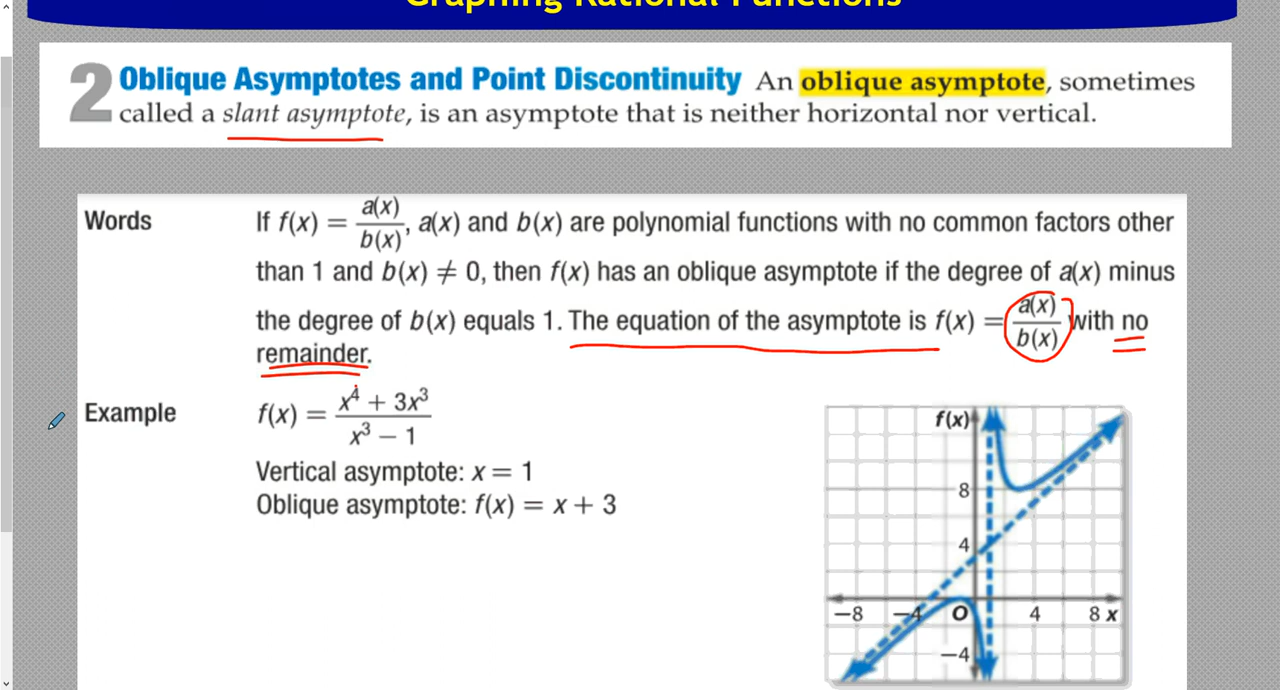 Graphing Rational Functions
2 Oblique Asymptotes and Point Discontinuity An oblique asymptote, sometimes
called a slant asymptote, is an asymptote that is neither horizontal nor vertical.
Words If f(x) = a(x)/b(x), a(x) and b(x) are polynomial functions with no common factors other
than 1 and b(x) ≠ 0, then f(x) has an oblique asymptote if the degree of a(x) minus
the degree of b(x) equals 1. The equation of the asymptote is f(x) = a(x)/b(x) with no
remainder.
Example f(x) = (x⁴ + 3x³)/(x³ − 1)
Vertical asymptote: x = 1
Oblique asymptote: f(x) = x + 3
f(x)
8
4
−8 −4 O 4 8 x
−4